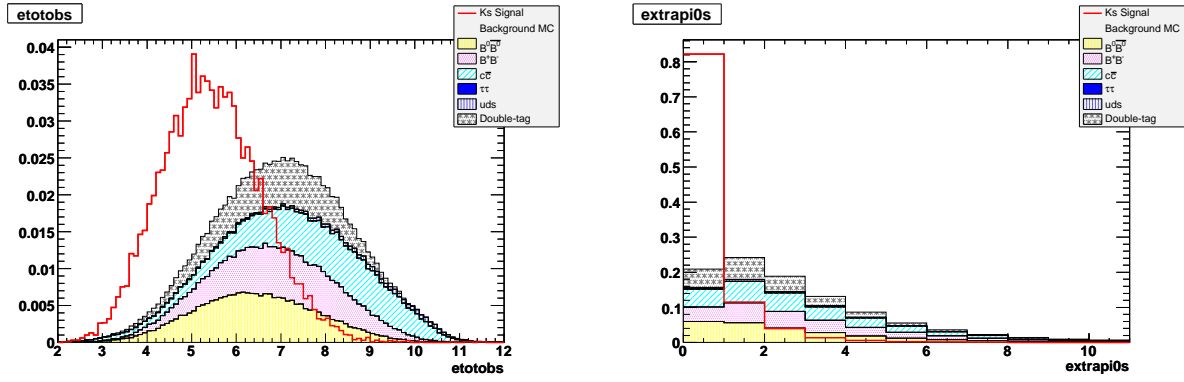 etotobs
Ks Signal
Background MC
B⁰B̅⁰
B⁺B⁻
cc̅
ττ
uds
Double-tag
0.04
0.035
0.03
0.025
0.02
0.015
0.01
0.005
0
2 3 4 5 6 7 8 9 10 11 12
etotobs
extrapi0s
Ks Signal
Background MC
B⁰B̅⁰
B⁺B⁻
cc̅
ττ
uds
Double-tag
0.8
0.7
0.6
0.5
0.4
0.3
0.2
0.1
0
0 2 4 6 8 10
extrapi0s